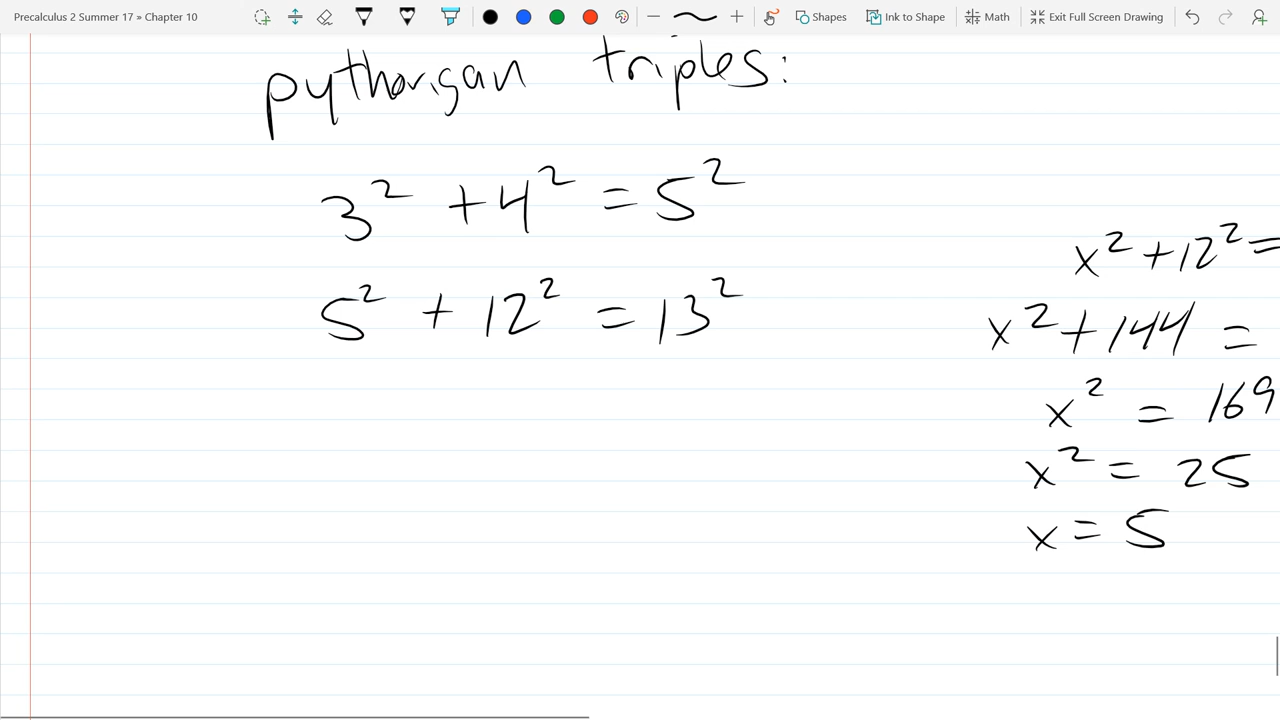 Precalculus 2 Summer 17 » Chapter 10
Shapes
Ink to Shape
Math
Exit Full Screen Drawing
triples:
3² + 4² = 5²
5² + 12² = 13²
x² + 12² =
x² + 144 =
x² = 169
x² = 25
x = 5